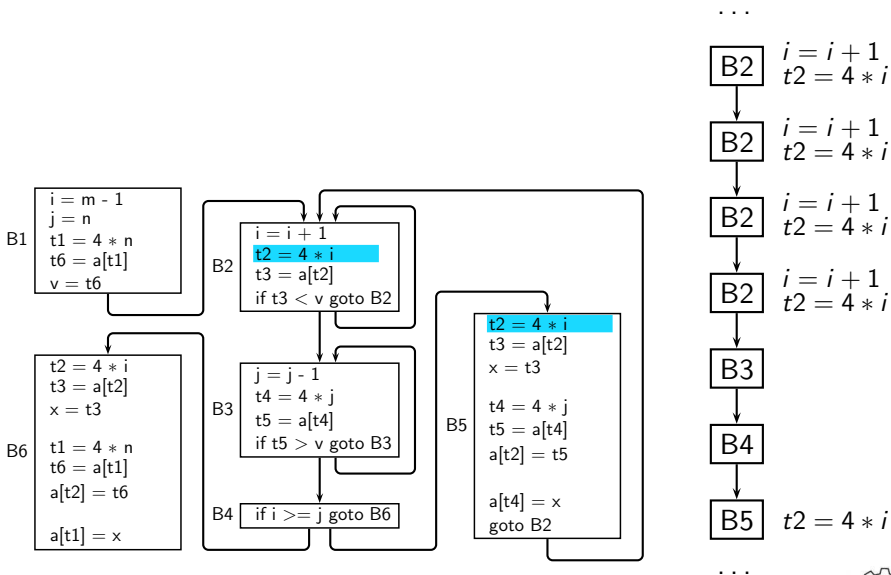 B1
i = m - 1
j = n
t1 = 4 * n
t6 = a[t1]
v = t6
B2
i = i + 1
t2 = 4 * i
t3 = a[t2]
if t3 < v goto B2
B3
j = j - 1
t4 = 4 * j
t5 = a[t4]
if t5 > v goto B3
B4
if i >= j goto B6
B5
t2 = 4 * i
t3 = a[t2]
x = t3
t4 = 4 * j
t5 = a[t4]
a[t2] = t5
a[t4] = x
goto B2
B6
t2 = 4 * i
t3 = a[t2]
x = t3
t1 = 4 * n
t6 = a[t1]
a[t2] = t6
a[t1] = x
. . .
B2
i = i + 1
t2 = 4 * i
B2
i = i + 1
t2 = 4 * i
B2
i = i + 1
t2 = 4 * i
B2
i = i + 1
t2 = 4 * i
B3
B4
B5
t2 = 4 * i
. . .